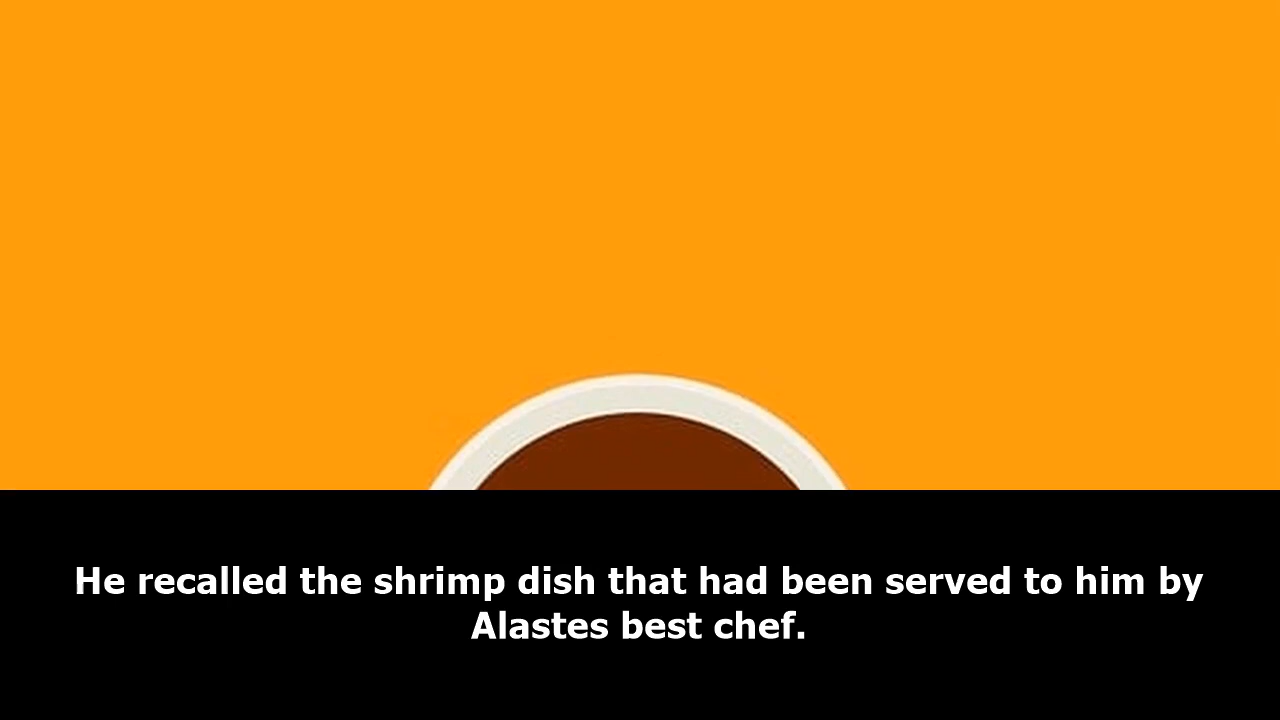 He recalled the shrimp dish that had been served to him by
Alastes best chef.